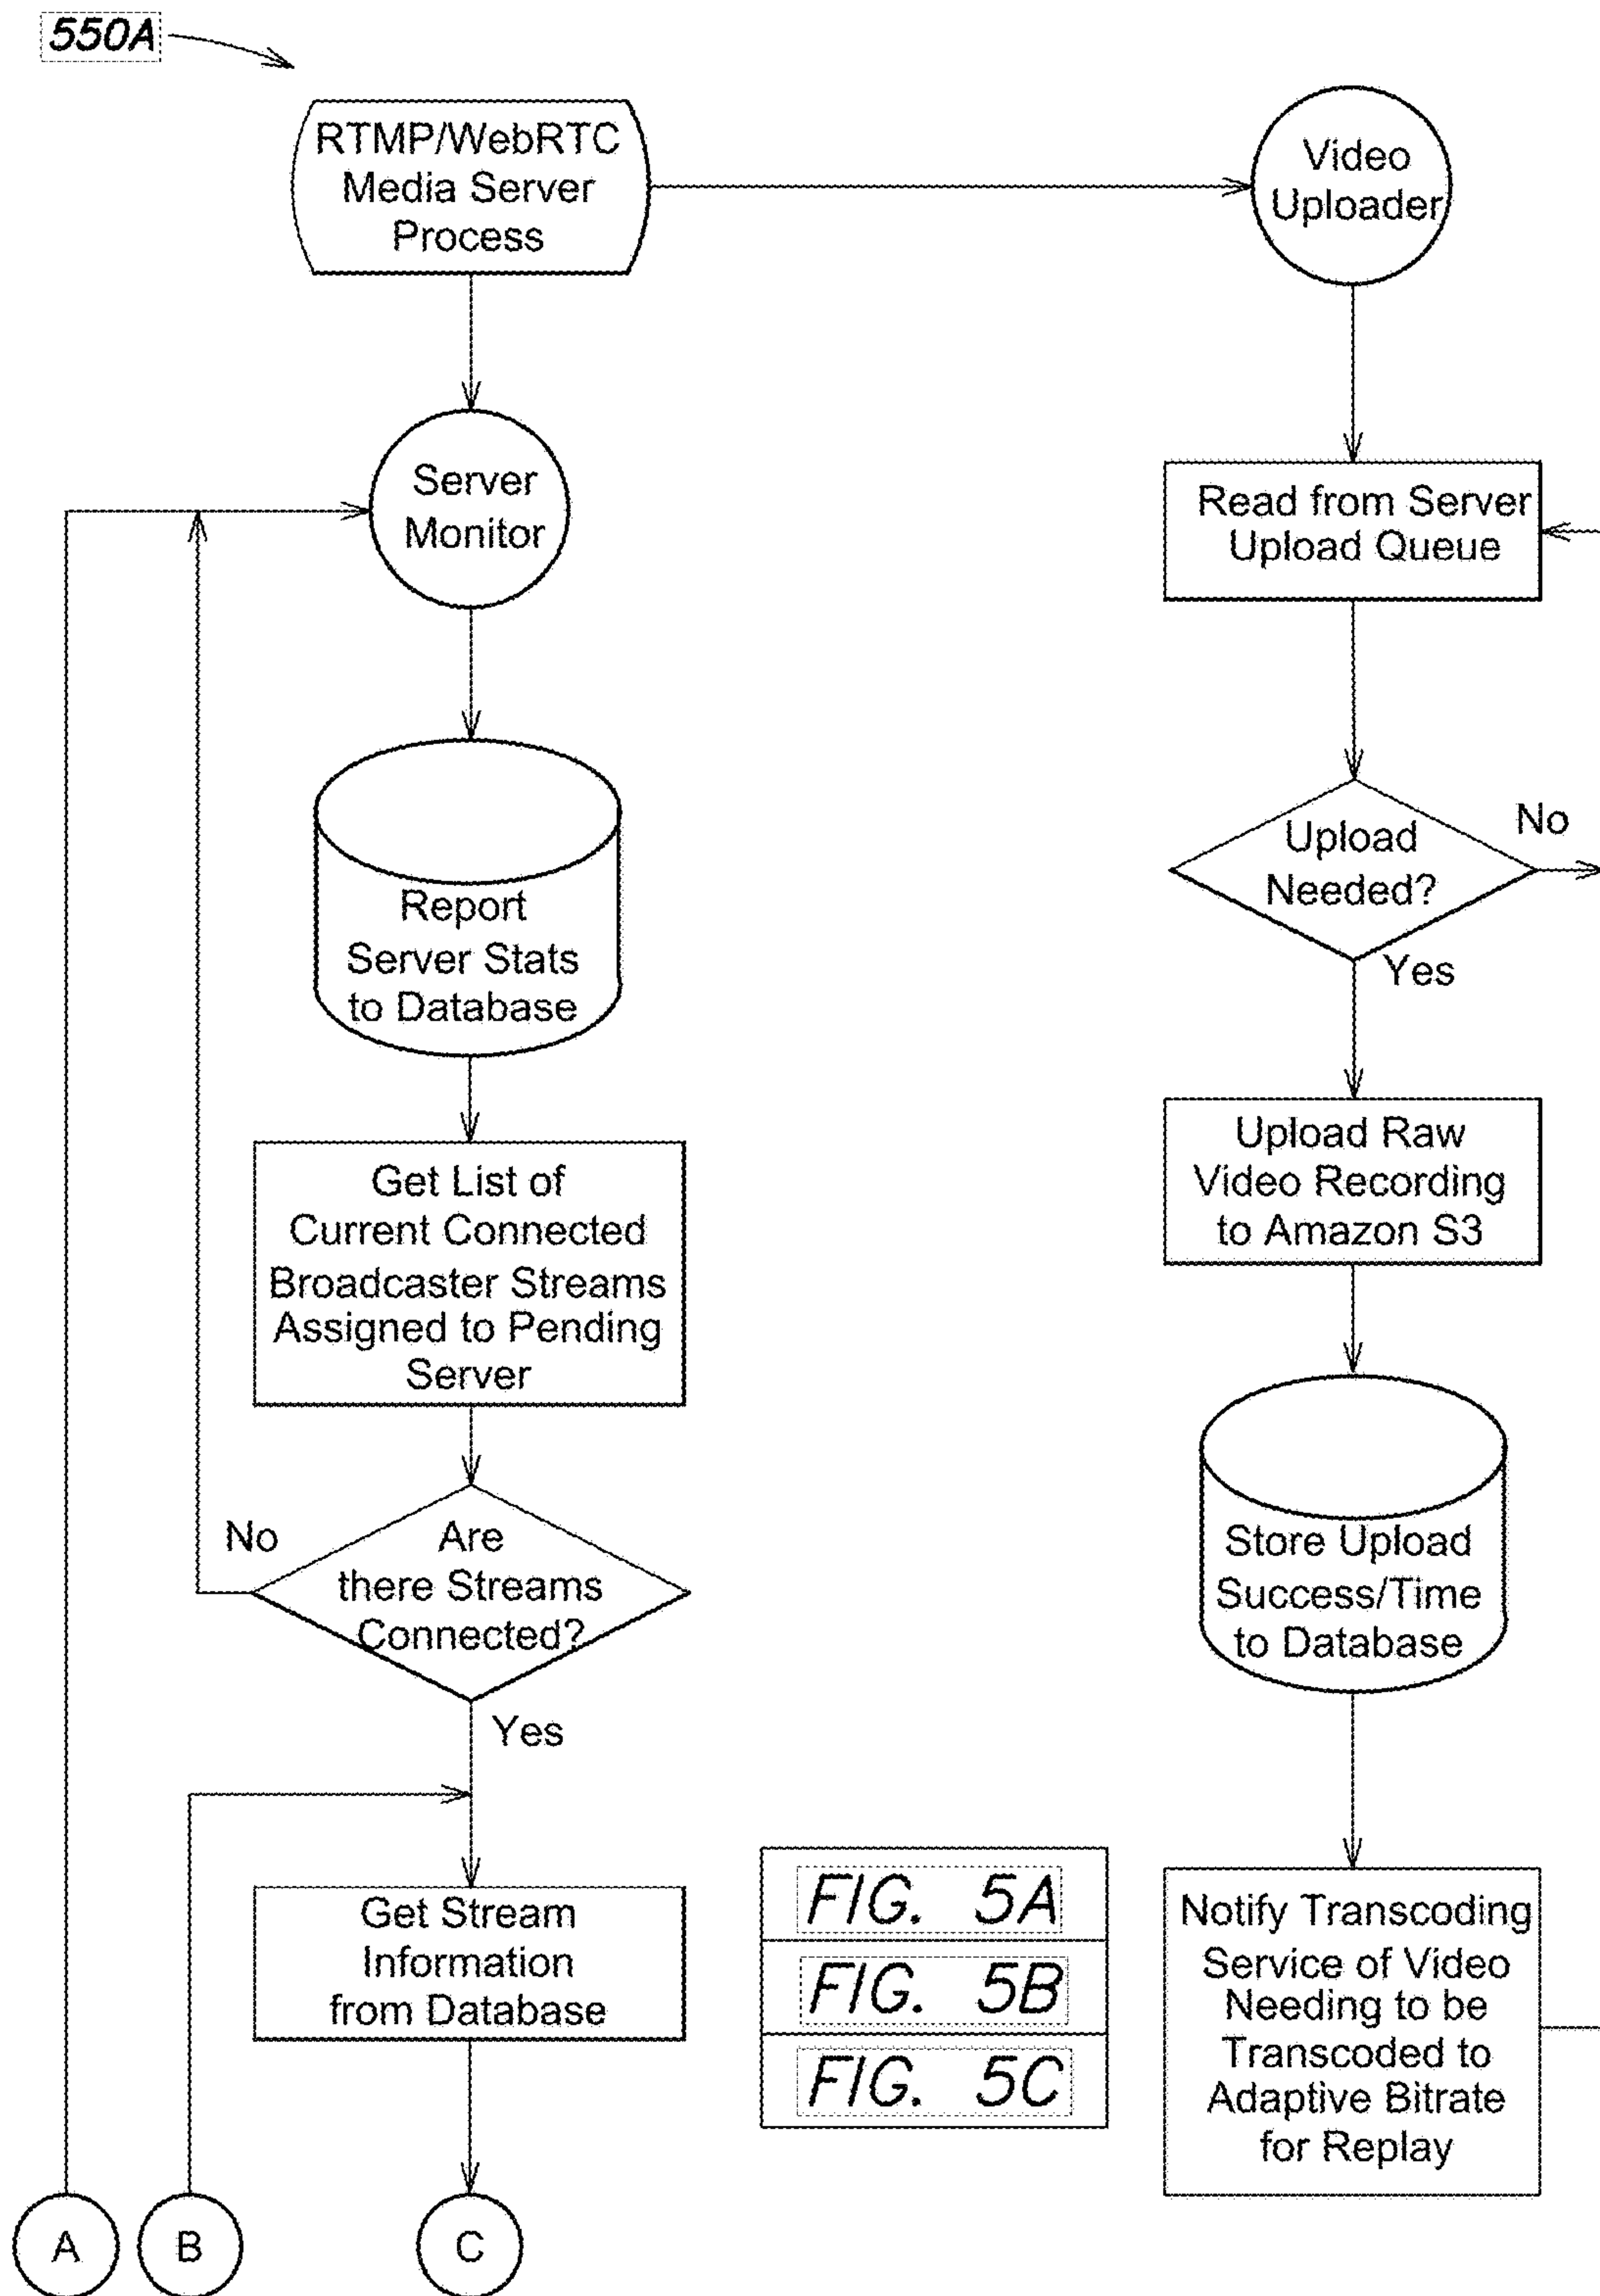 550A
RTMP/WebRTC
Media Server
Process
Video
Uploader
Server
Monitor
Read from Server
Upload Queue
Report
Server Stats
to Database
Upload
Needed?
No
Yes
Get List of
Current Connected
Broadcaster Streams
Assigned to Pending
Server
Upload Raw
Video Recording
to Amazon S3
No
Are
there Streams
Connected?
Yes
Store Upload
Success/Time
to Database
Get Stream
Information
from Database
FIG. 5A
FIG. 5B
FIG. 5C
Notify Transcoding
Service of Video
Needing to be
Transcoded to
Adaptive Bitrate
for Replay
A
B
C